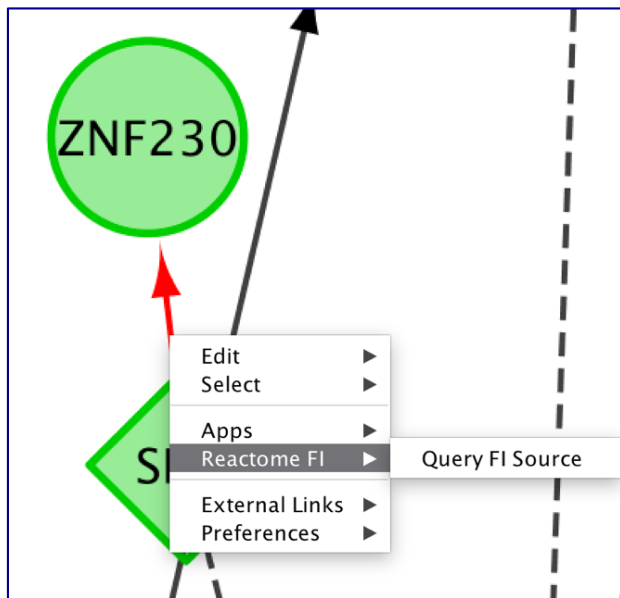 ZNF230
Edit
Select
Apps
Reactome FI
Query FI Source
External Links
Preferences